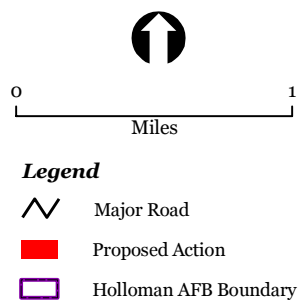 0 1
Miles
Legend
Major Road
Proposed Action
Holloman AFB Boundary